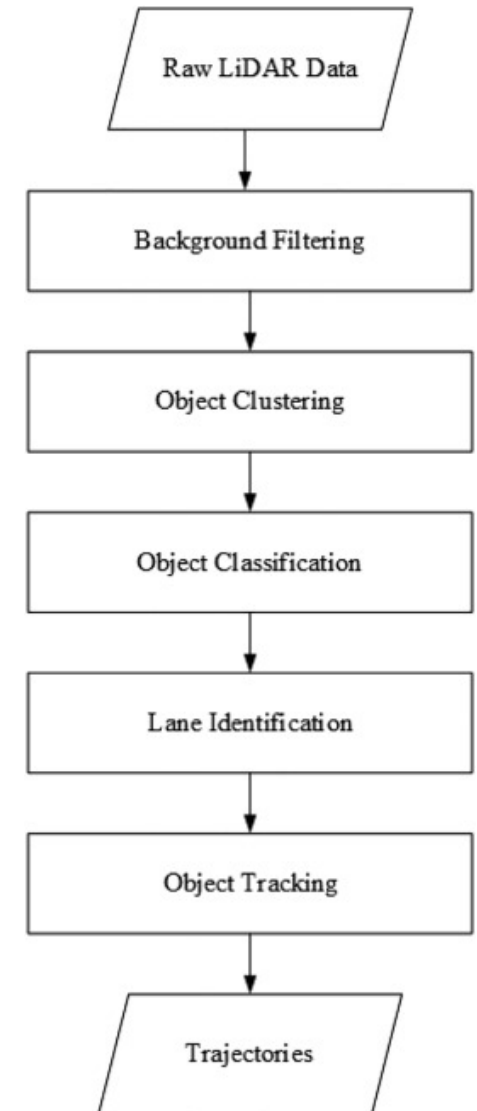 Raw LiDAR Data
Background Filtering
Object Clustering
Object Classification
Lane Identification
Object Tracking
Trajectories